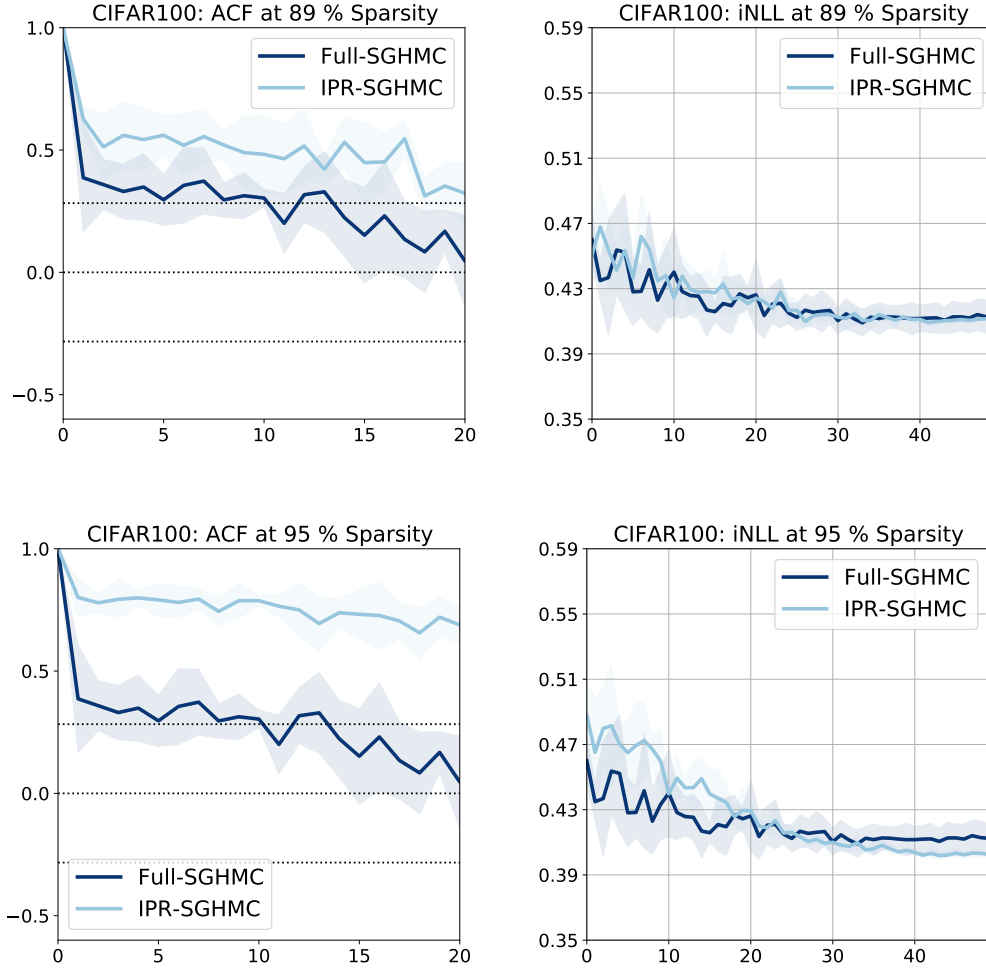 CIFAR100: ACF at 89 % Sparsity
1.0
0.5
0.0
−0.5
0 5 10 15 20
Full-SGHMC
IPR-SGHMC
CIFAR100: iNLL at 89 % Sparsity
0.59
0.55
0.51
0.47
0.43
0.39
0.35
0 10 20 30 40
Full-SGHMC
IPR-SGHMC
CIFAR100: ACF at 95 % Sparsity
1.0
0.5
0.0
−0.5
0 5 10 15 20
Full-SGHMC
IPR-SGHMC
CIFAR100: iNLL at 95 % Sparsity
0.59
0.55
0.51
0.47
0.43
0.39
0.35
0 10 20 30 40
Full-SGHMC
IPR-SGHMC